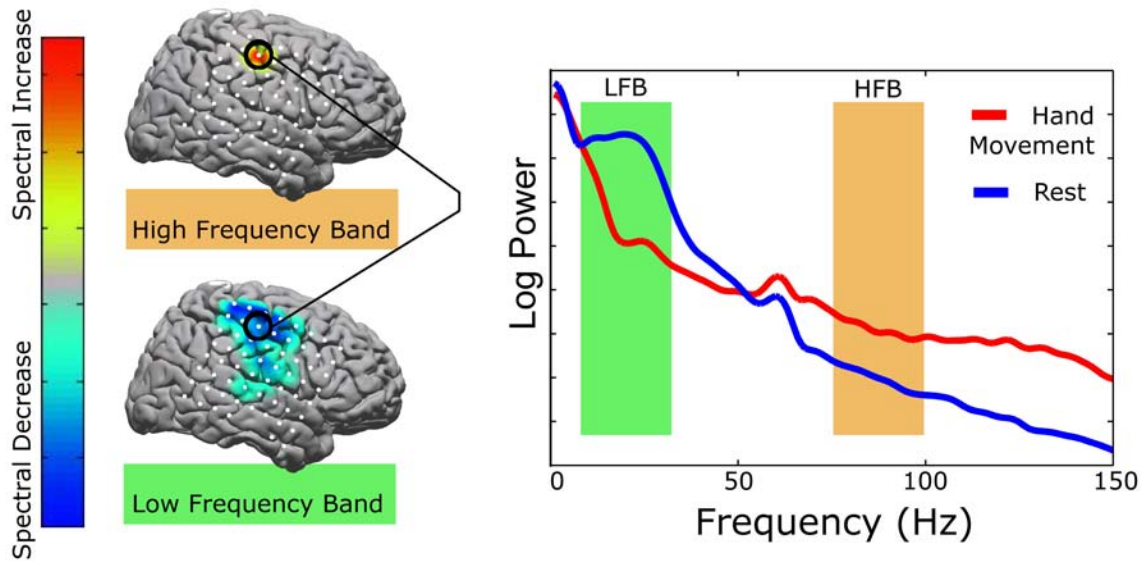 Spectral Increase
Spectral Decrease
High Frequency Band
Low Frequency Band
Log Power
LFB
HFB
Hand
Movement
Rest
0
50
100
150
Frequency (Hz)